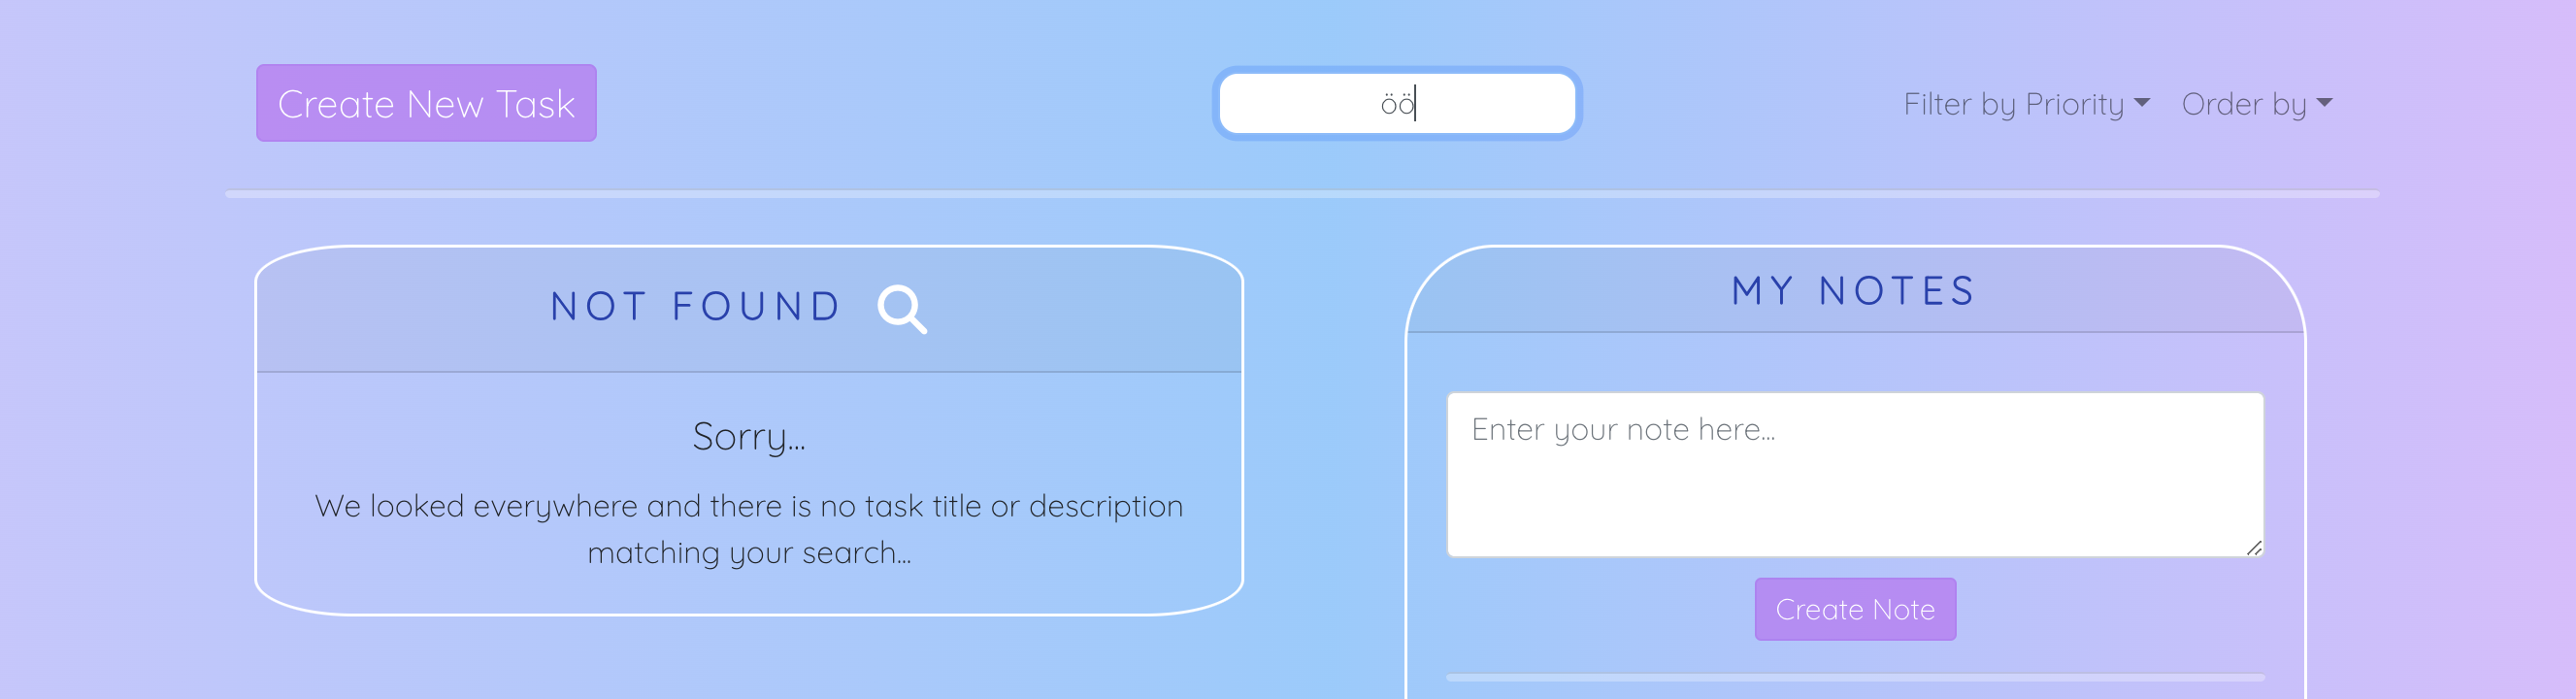 Create New Task
öö
Filter by Priority
Order by
NOT FOUND
Sorry...
We looked everywhere and there is no task title or description
matching your search...
MY NOTES
Enter your note here...
Create Note